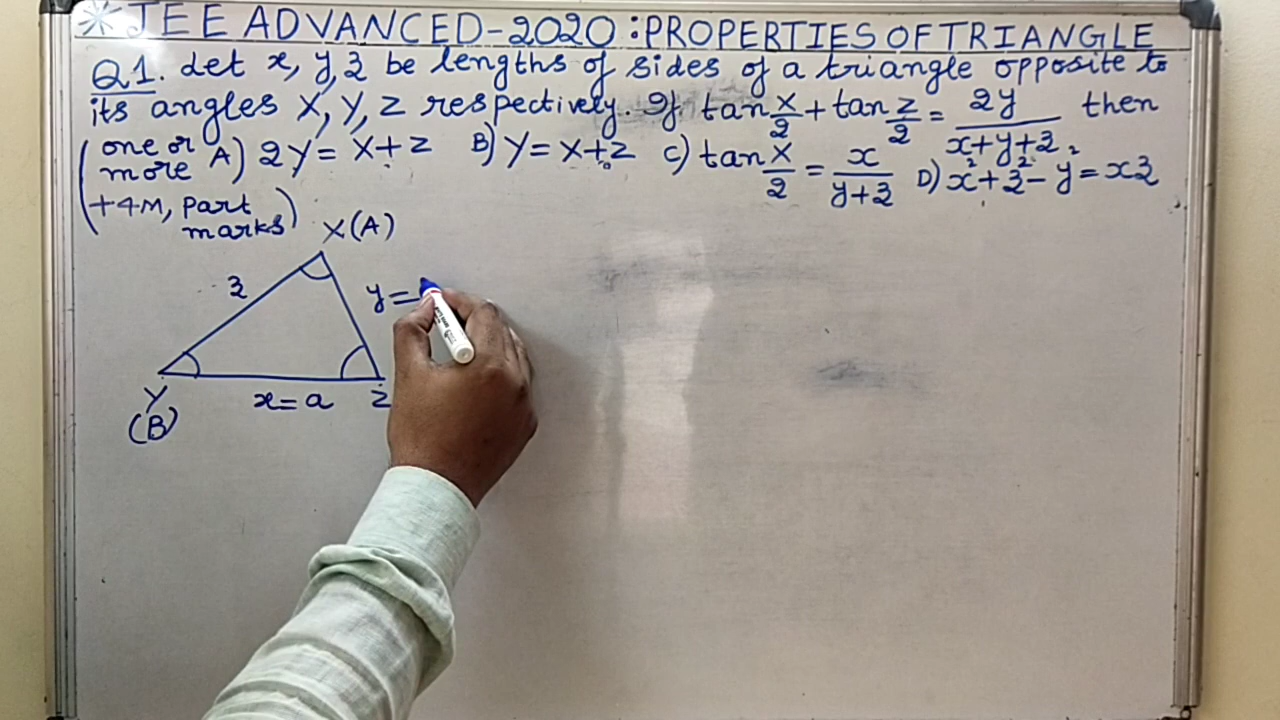 * JEE ADVANCED-2020 : PROPERTIES OF TRIANGLE
Q1. Let x, y, z be lengths of sides of a triangle opposite to
its angles X, Y, Z respectively. If tan X/2 + tan Z/2 = 2y/(x+y+z) then
(one or more A) 2Y = X+Z B) Y = X+Z C) tan X/2 = x/(y+z) D) x²+z²-y² = xz
+4M, part marks)
X(A)
z
y =
Y x = a Z
(B)